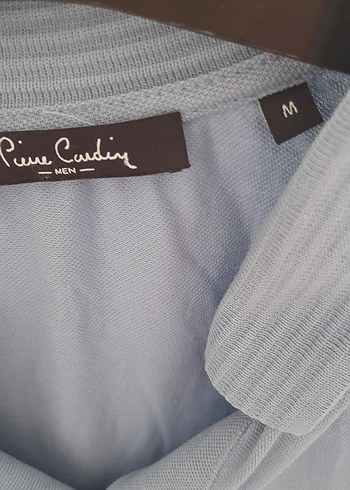 Pierre Cardin
— MEN —
M